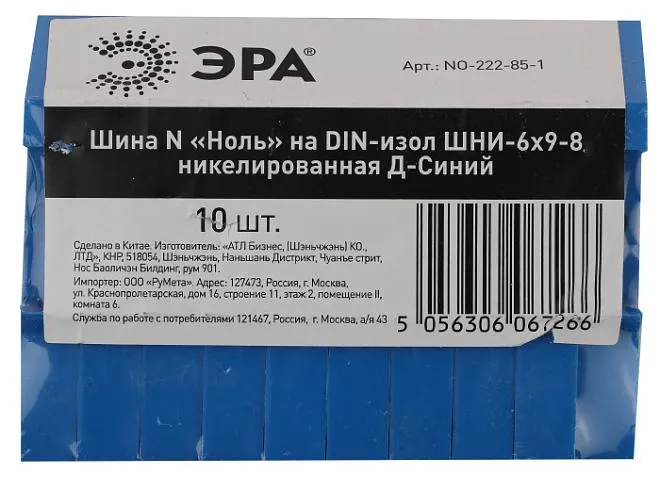 ЭРА®
Арт.: NO-222-85-1
Шина N «Ноль» на DIN-изол ШНИ-6х9-8
никелированная Д-Синий
10 шт.
Сделано в Китае. Изготовитель: «АТЛ Бизнес, (Шэньчжэнь) КО.,
ЛТД», КНР, 518054, Шэньчжэнь, Наньшань Дистрикт, Чуанъе стрит,
Нос Баоличэн Билдинг, рум 901.
Импортер: ООО «РуМета». Адрес: 127473, Россия, г. Москва,
ул. Краснопролетарская, дом 16, строение 11, этаж 2, помещение II,
комната 6.
Служба по работе с потребителями 121467, Россия, г. Москва, а/я 43
5 056306 067266